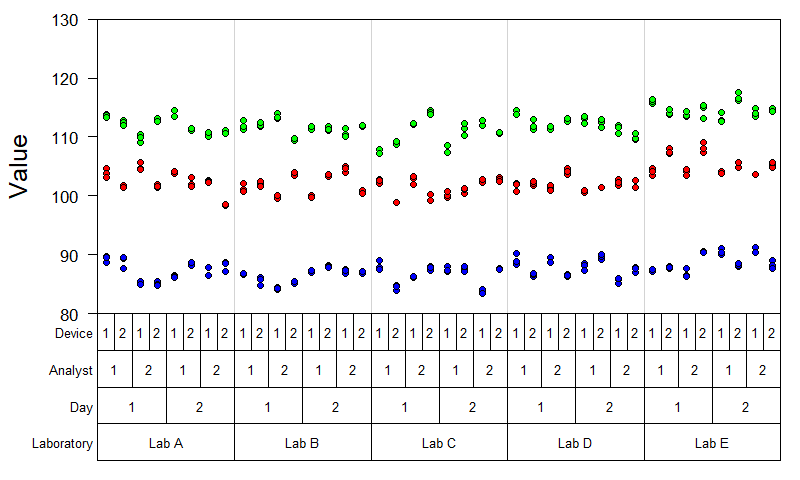 130
120
110
100
90
80
Value
Device 1 2 1 2 1 2 1 2 1 2 1 2 1 2 1 2 1 2 1 2 1 2 1 2 1 2 1 2 1 2 1 2 1 2 1 2 1 2 1 2
Analyst 1 2 1 2 1 2 1 2 1 2 1 2 1 2 1 2 1 2 1 2
Day 1 2 1 2 1 2 1 2 1 2
Laboratory Lab A Lab B Lab C Lab D Lab E